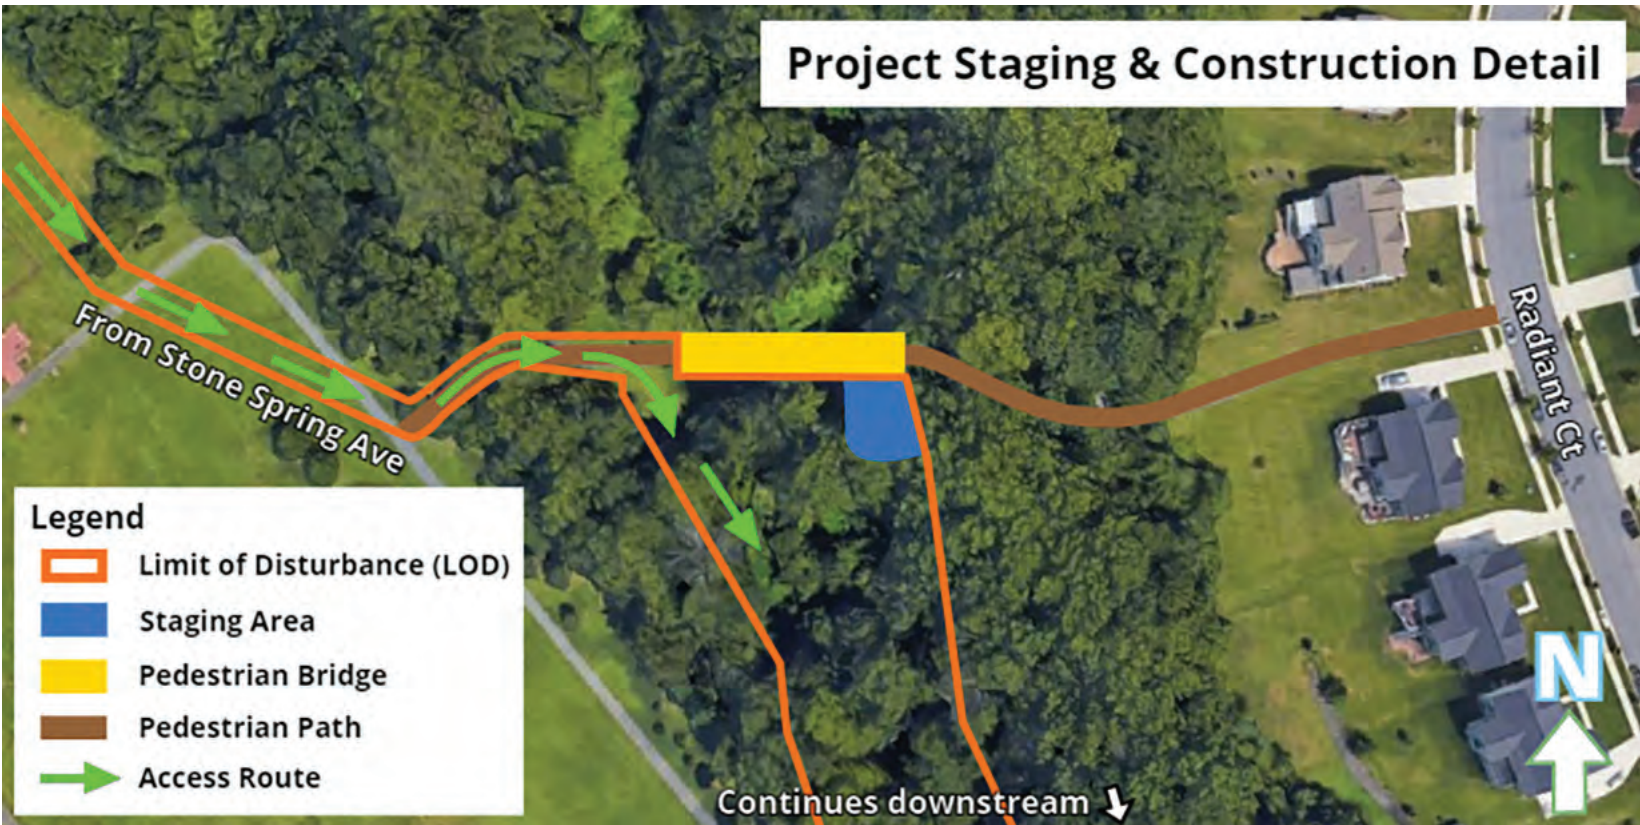 Project Staging & Construction Detail
From Stone Spring Ave
Radiant Ct
Legend
Limit of Disturbance (LOD)
Staging Area
Pedestrian Bridge
Pedestrian Path
Access Route
N
Continues downstream